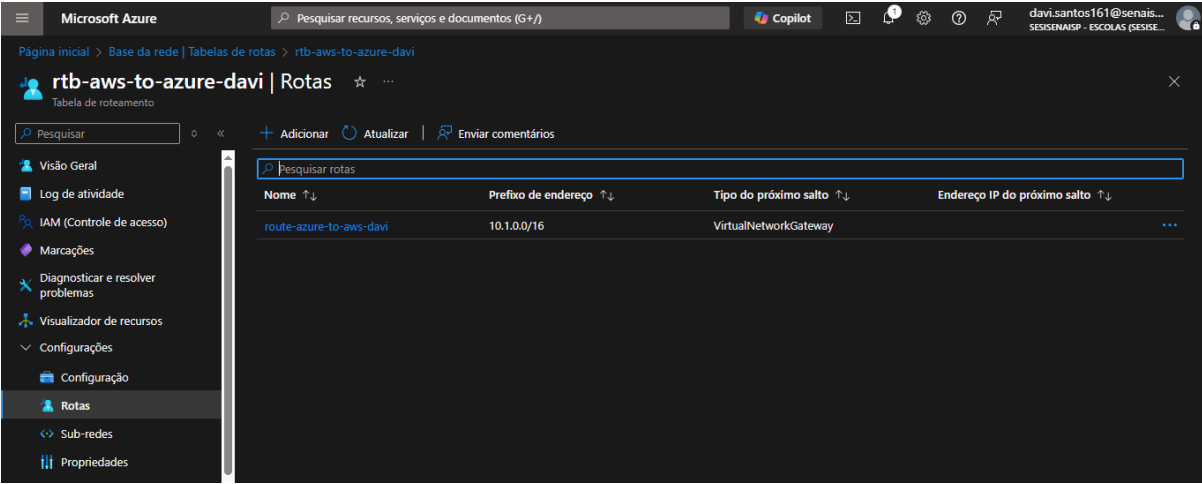 Microsoft Azure
Pesquisar recursos, serviços e documentos (G+/)
Copilot
1
davi.santos161@senais...
SESISENAISP - ESCOLAS (SESISE...
Página inicial > Base da rede | Tabelas de rotas > rtb-aws-to-azure-davi
rtb-aws-to-azure-davi | Rotas
Tabela de roteamento
Pesquisar
Adicionar
Atualizar
Enviar comentários
Visão Geral
Log de atividade
IAM (Controle de acesso)
Marcações
Diagnosticar e resolver
problemas
Visualizador de recursos
Configurações
Configuração
Rotas
Sub-redes
Propriedades
Pesquisar rotas
Nome ↑↓ Prefixo de endereço ↑↓ Tipo do próximo salto ↑↓ Endereço IP do próximo salto ↑↓
route-azure-to-aws-davi 10.1.0.0/16 VirtualNetworkGateway